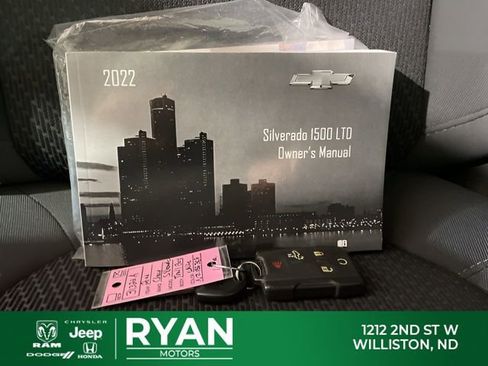 2022
Silverado 1500 LTD
Owner's Manual
CHRYSLER
RAM
Jeep
DODGE
HONDA
RYAN
MOTORS
1212 2ND ST W
WILLISTON, ND